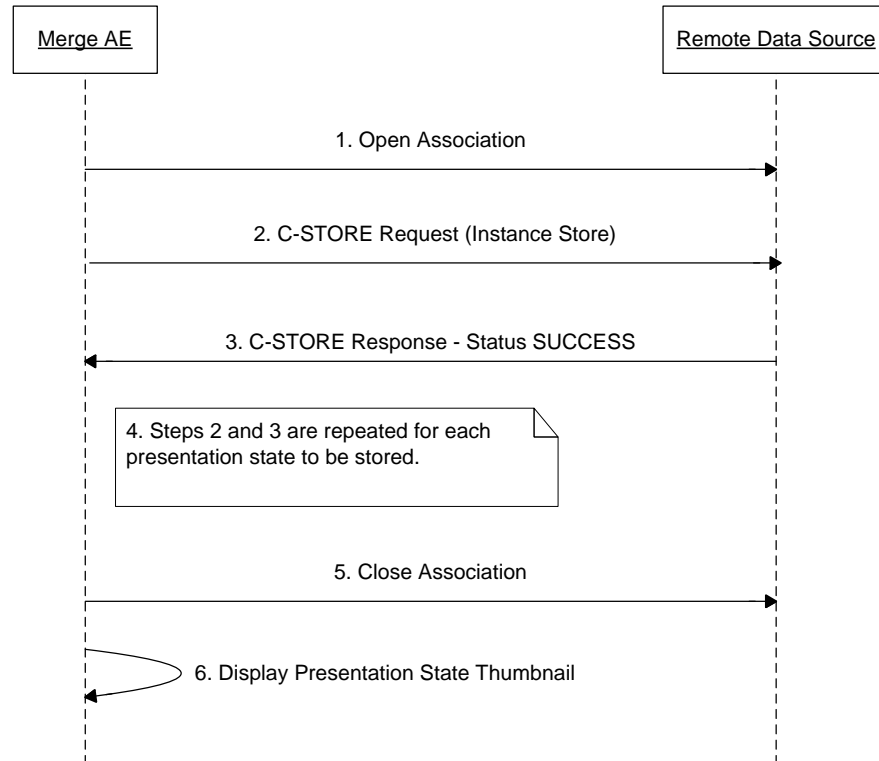 Merge AE
Remote Data Source
1. Open Association
2. C-STORE Request (Instance Store)
3. C-STORE Response - Status SUCCESS
4. Steps 2 and 3 are repeated for each
presentation state to be stored.
5. Close Association
6. Display Presentation State Thumbnail